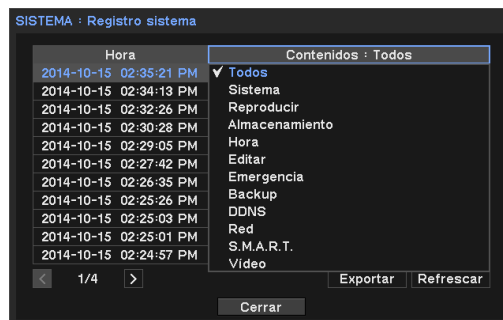 SISTEMA : Registro sistema
Hora Contenidos : Todos
2014-10-15 02:35:21 PM ✔ Todos
2014-10-15 02:34:13 PM Sistema
2014-10-15 02:32:26 PM Reproducir
2014-10-15 02:30:28 PM Almacenamiento
2014-10-15 02:29:05 PM Hora
2014-10-15 02:27:42 PM Editar
2014-10-15 02:26:35 PM Emergencia
2014-10-15 02:25:26 PM Backup
2014-10-15 02:25:03 PM DDNS
2014-10-15 02:25:01 PM Red
2014-10-15 02:24:57 PM S.M.A.R.T.
Vídeo
< 1/4 > Exportar Refrescar
Cerrar